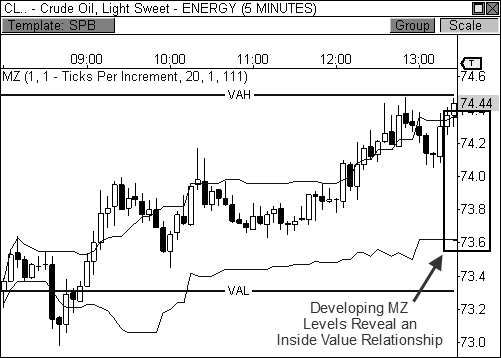 CL.. - Crude Oil, Light Sweet - ENERGY (5 MINUTES)
Template: SPB
Group
Scale
09:00 10:00 11:00 12:00 13:00
T
MZ (1, 1 - Ticks Per Increment, 20, 1, 111)
74.6
VAH
74.44
74.2
74.0
73.8
73.6
73.4
VAL
73.2
73.0
Developing MZ
Levels Reveal an
Inside Value Relationship